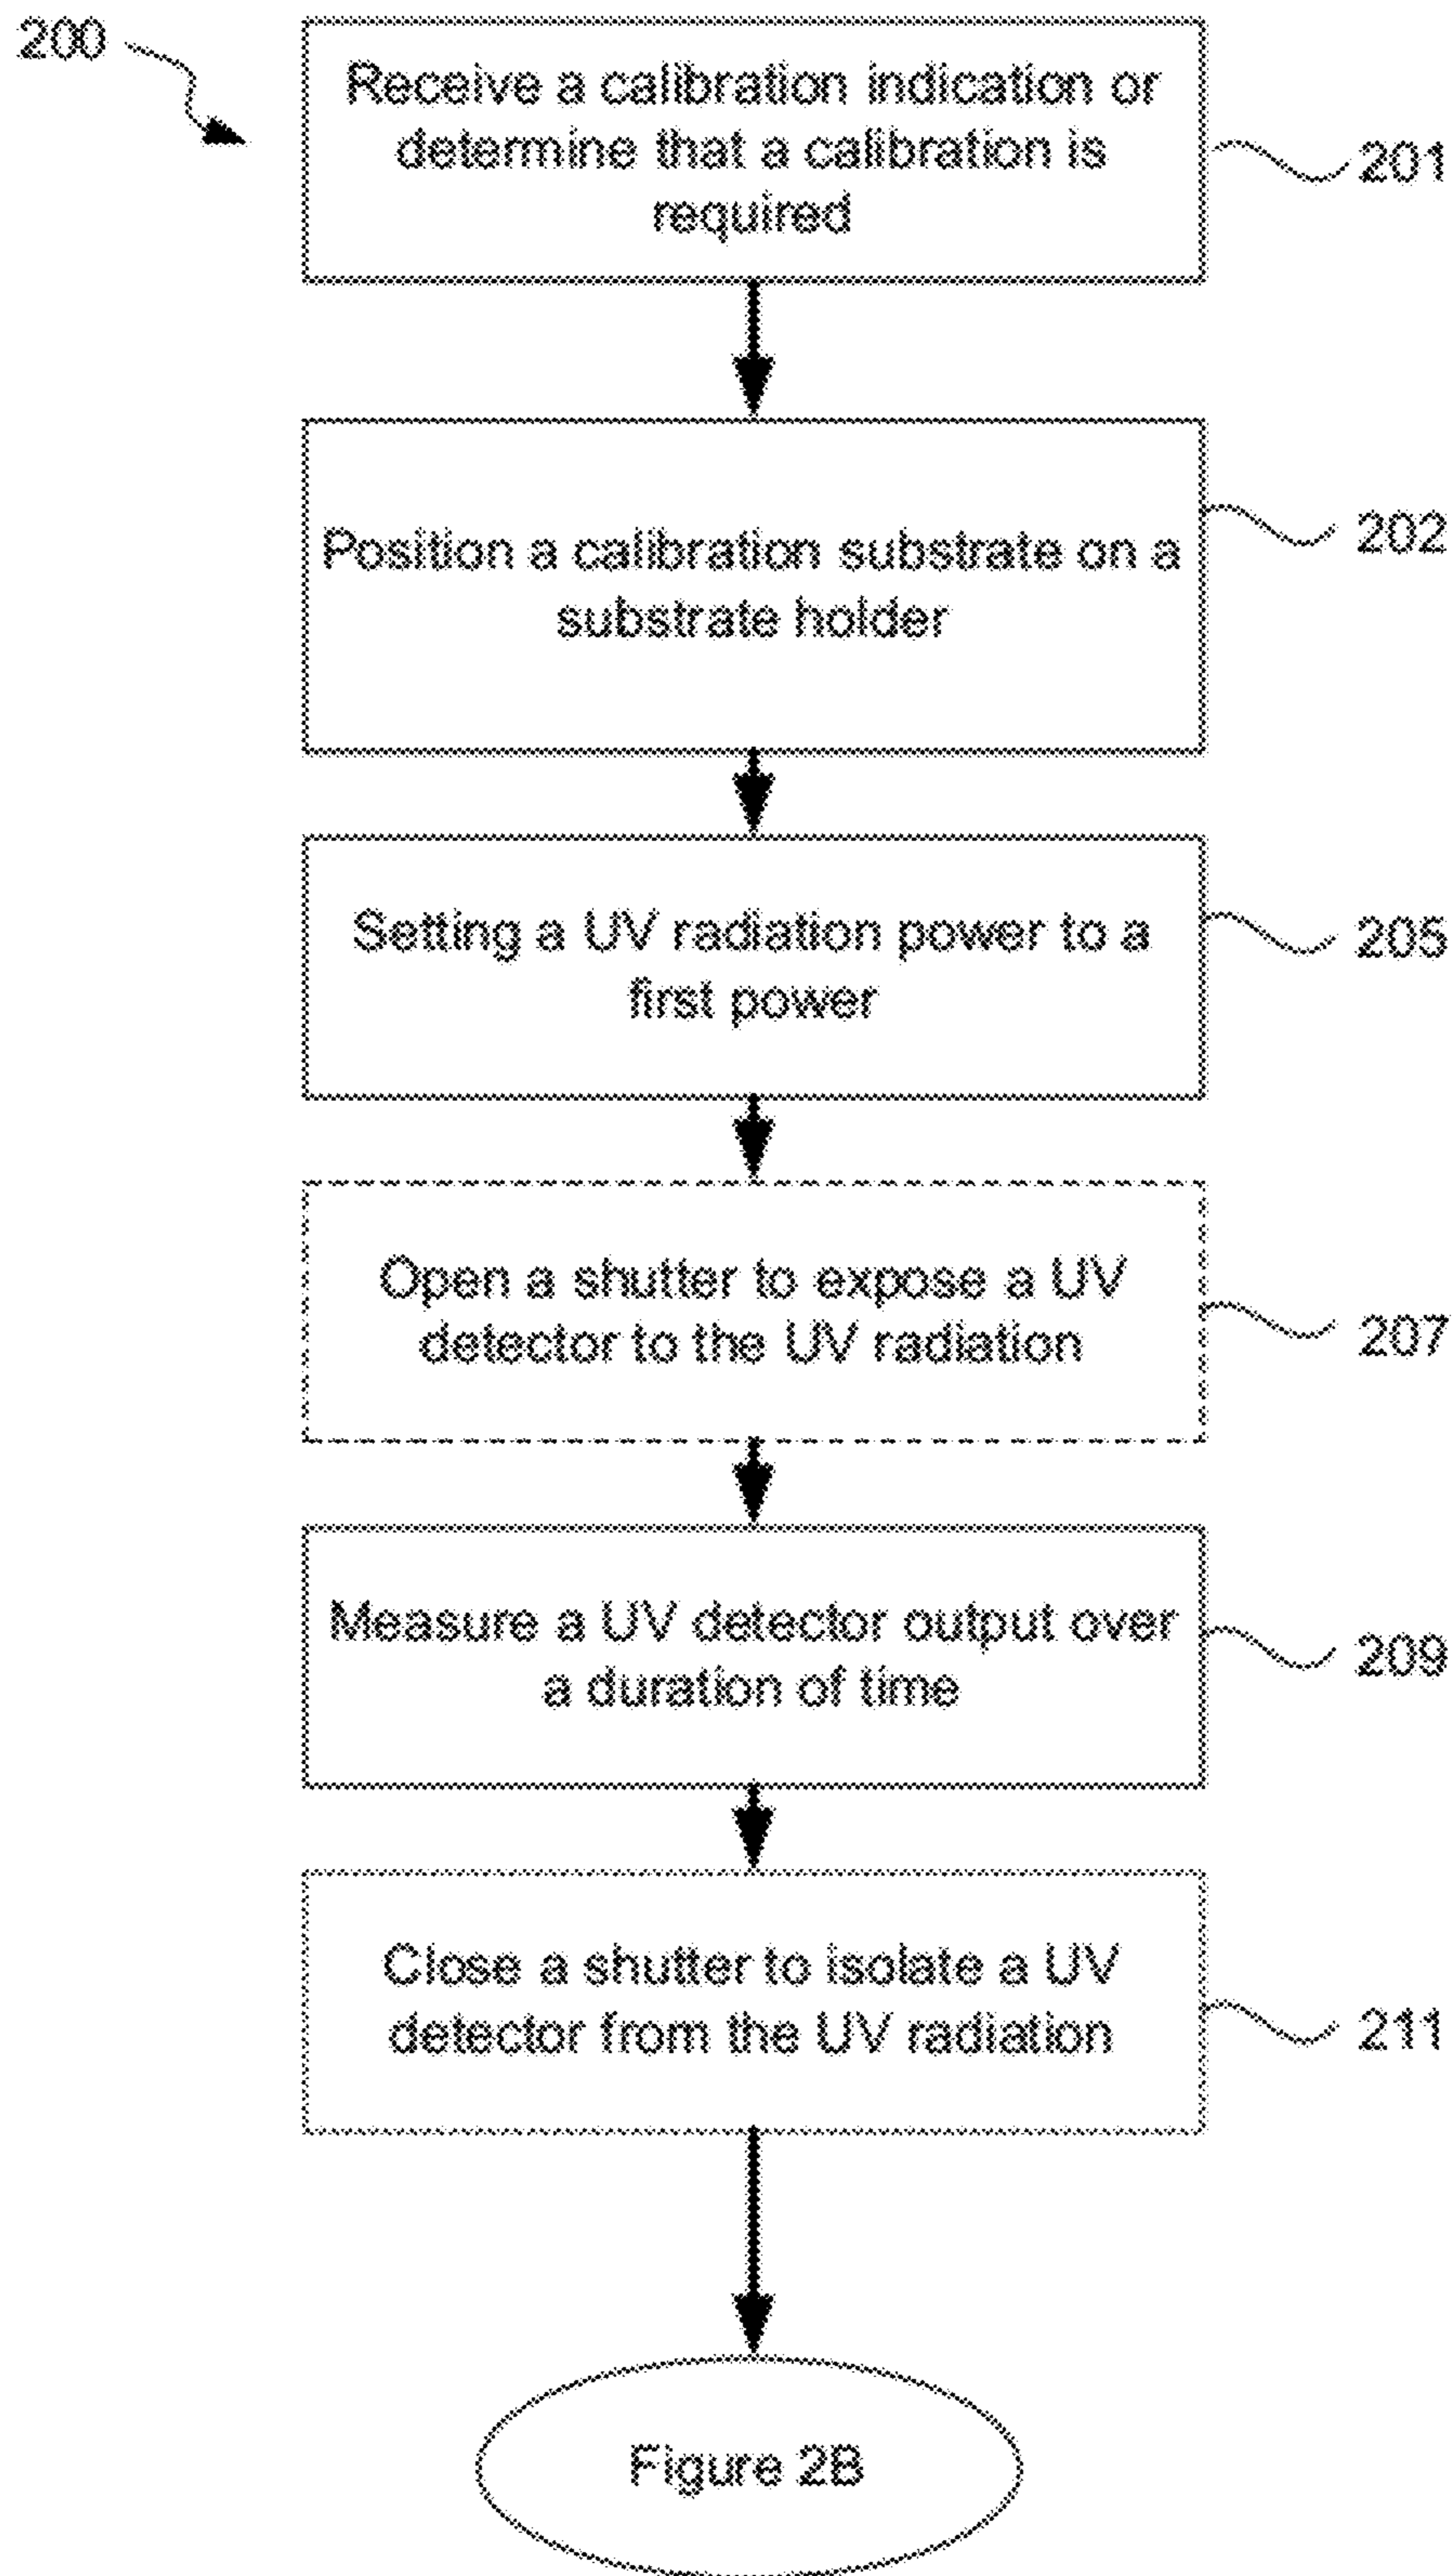 200
Receive a calibration indication or
determine that a calibration is
required
201
Position a calibration substrate on a
substrate holder
202
Setting a UV radiation power to a
first power
205
Open a shutter to expose a UV
detector to the UV radiation
207
Measure a UV detector output over
a duration of time
209
Close a shutter to isolate a UV
detector from the UV radiation
211
Figure 2B